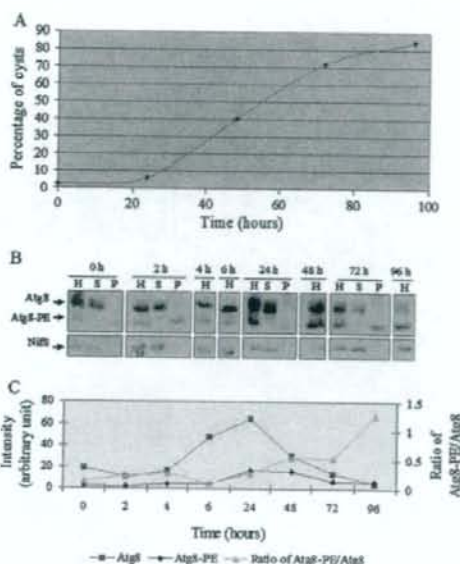 A
Percentage of cysts
90
80
70
60
50
40
30
20
10
0
0 20 40 60 80 100
Time (hours)
B
0 h 2 h 4 h 6 h 24 h 48 h 72 h 96 h
H S P H S P H H H S P H H S P H
Atg8
Atg8-PE
NifS
C
Intensity
(arbitrary unit)
80
60
40
20
0
0 2 4 6 24 48 72 96
1.5
1
0.5
0
Ratio of
Atg8-PE/Atg8
Time (hours)
Atg8 Atg8-PE Ratio of Atg8-PE/Atg8